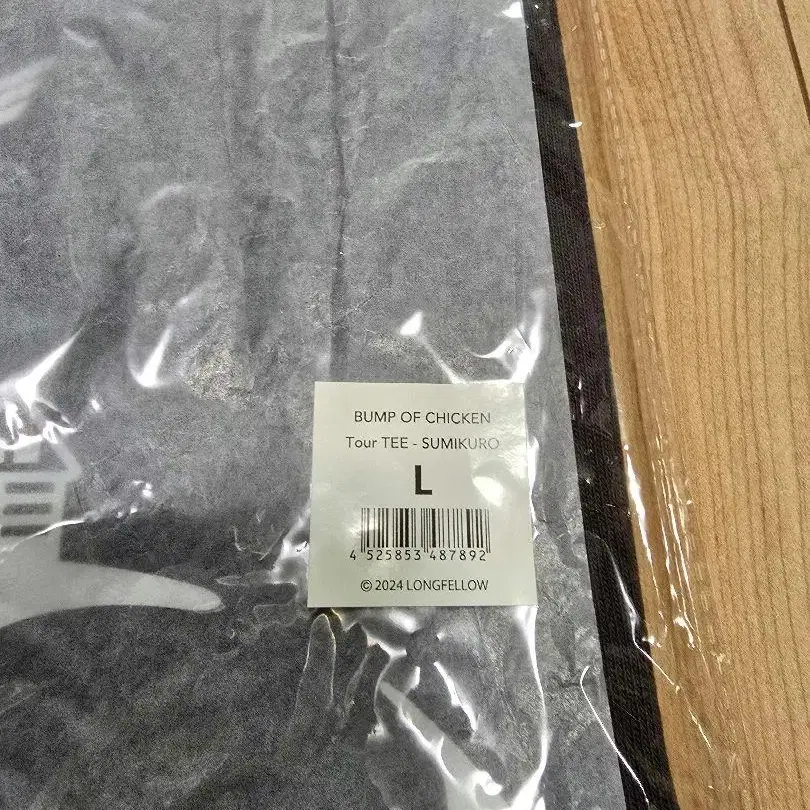 BUMP OF CHICKEN
Tour TEE - SUMIKURO
L
4 525853 487892
© 2024 LONGFELLOW